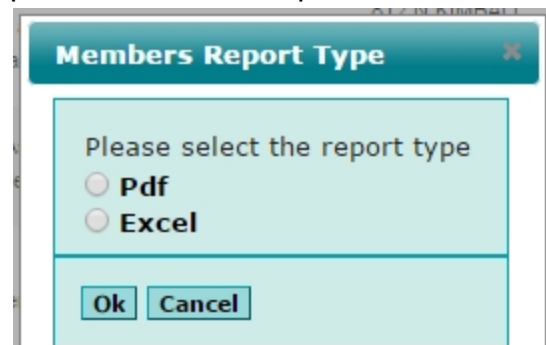 Members Report Type
Please select the report type
Pdf
Excel
Ok Cancel